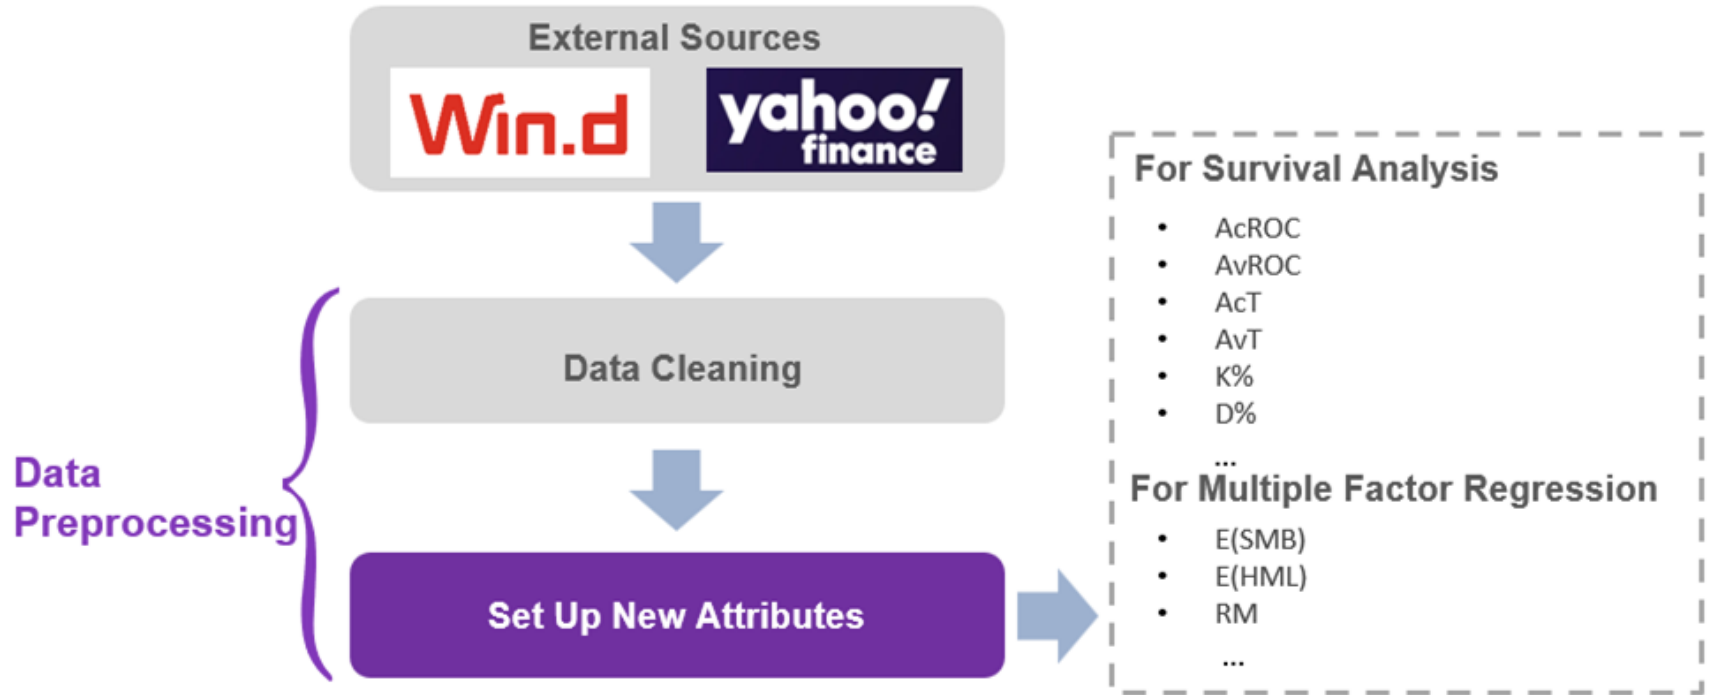 External Sources
Win.d
yahoo!
finance
Data Cleaning
Data
Preprocessing
Set Up New Attributes
For Survival Analysis
• AcROC
• AvROC
• AcT
• AvT
• K%
• D%
...
For Multiple Factor Regression
• E(SMB)
• E(HML)
• RM
...